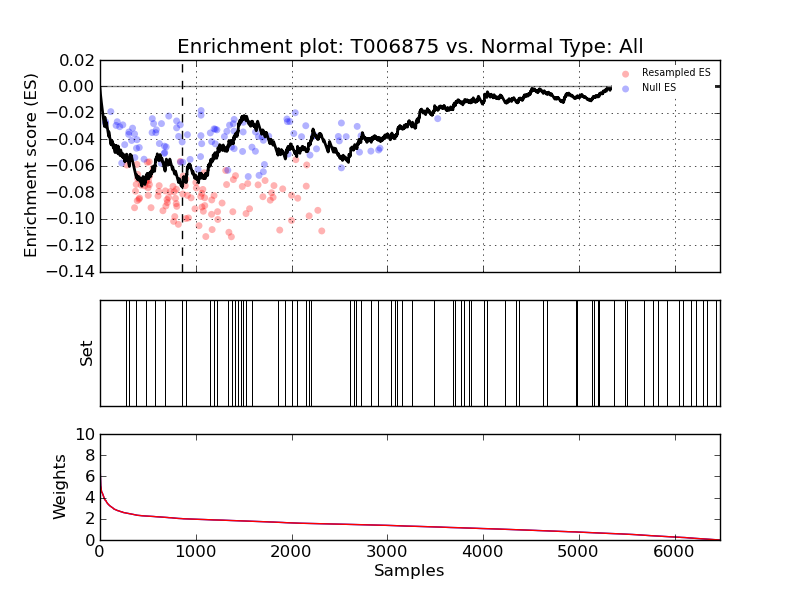 Enrichment plot: T006875 vs. Normal Type: All
Enrichment score (ES)
0.02
0.00
−0.02
−0.04
−0.06
−0.08
−0.10
−0.12
−0.14
Resampled ES
Null ES
Set
Weights
10
8
6
4
2
0
0 1000 2000 3000 4000 5000 6000
Samples